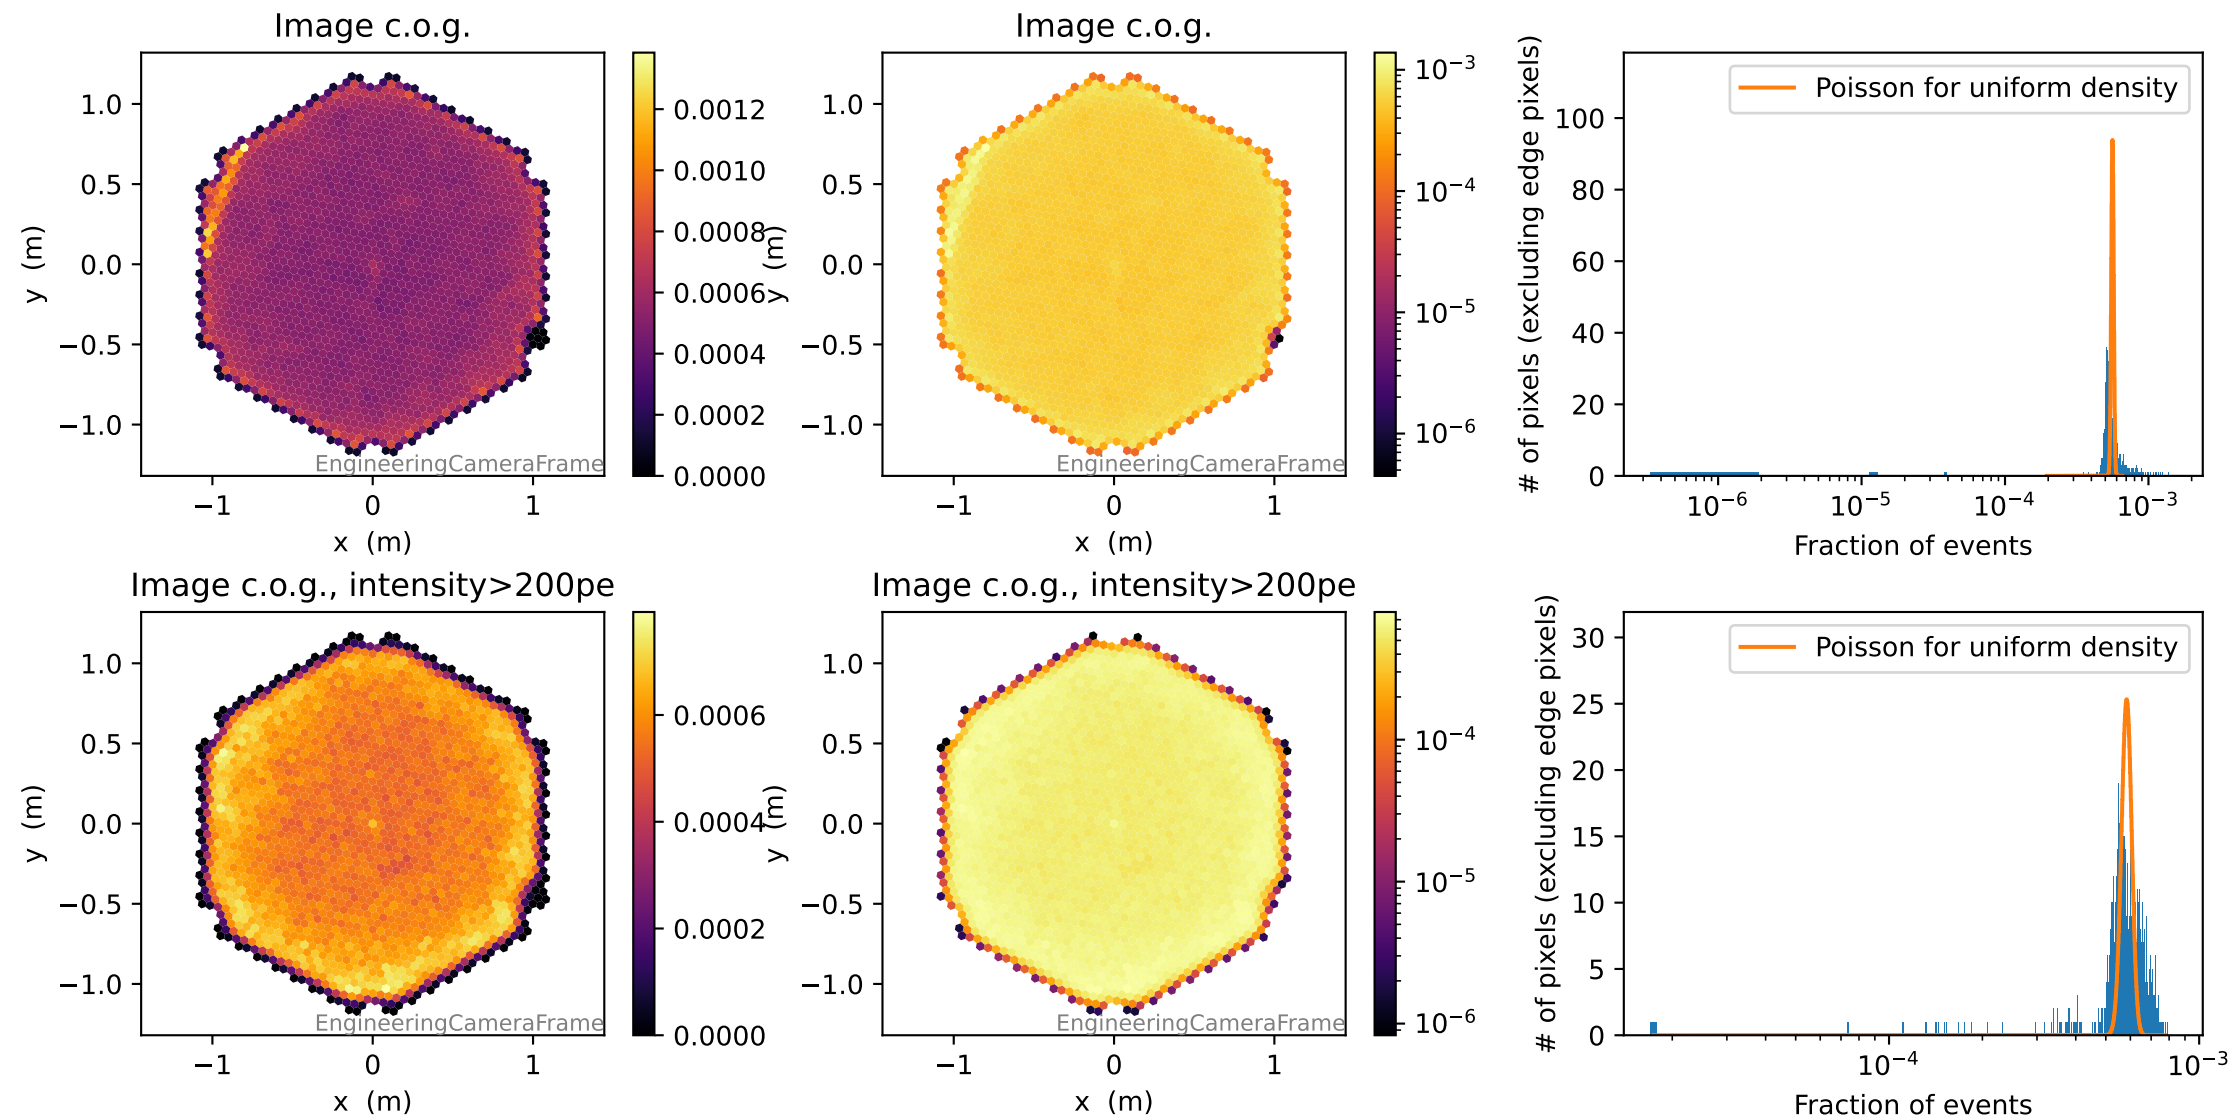 Image c.o.g.
1.0
0.5
0.0
−0.5
−1.0
y (m)
−1 0 1
x (m)
EngineeringCameraFrame
0.0012
0.0010
0.0008
0.0006
0.0004
0.0002
0.0000
Image c.o.g.
1.0
0.5
0.0
−0.5
−1.0
y (m)
−1 0 1
x (m)
EngineeringCameraFrame
10⁻³
10⁻⁴
10⁻⁵
10⁻⁶
Poisson for uniform density
100
80
60
40
20
0
# of pixels (excluding edge pixels)
10⁻⁶ 10⁻⁵ 10⁻⁴ 10⁻³
Fraction of events
Image c.o.g., intensity>200pe
1.0
0.5
0.0
−0.5
−1.0
y (m)
−1 0 1
x (m)
EngineeringCameraFrame
0.0006
0.0004
0.0002
0.0000
Image c.o.g., intensity>200pe
1.0
0.5
0.0
−0.5
−1.0
y (m)
−1 0 1
x (m)
EngineeringCameraFrame
10⁻⁴
10⁻⁵
10⁻⁶
Poisson for uniform density
30
25
20
15
10
5
0
# of pixels (excluding edge pixels)
10⁻⁴ 10⁻³
Fraction of events